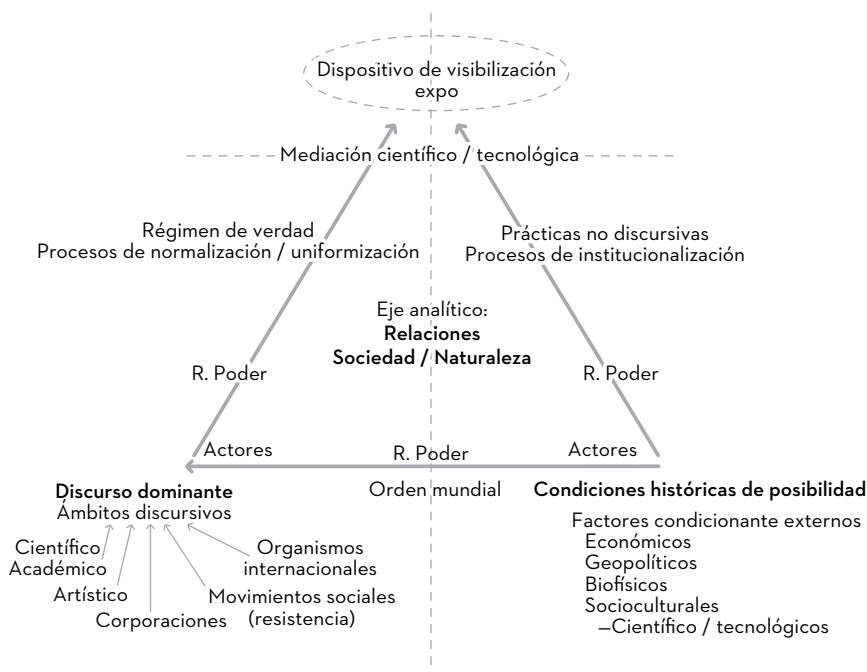 Dispositivo de visibilización
expo
Mediación científico / tecnológica
Régimen de verdad
Procesos de normalización / uniformización
Prácticas no discursivas
Procesos de institucionalización
Eje analítico:
Relaciones
Sociedad / Naturaleza
R. Poder
R. Poder
Actores
R. Poder
Actores
Discurso dominante
Ámbitos discursivos
Orden mundial
Condiciones históricas de posibilidad
Científico
Académico
Artístico
Corporaciones
Movimientos sociales
(resistencia)
Organismos
internacionales
Factores condicionante externos
Económicos
Geopolíticos
Biofísicos
Socioculturales
—Científico / tecnológicos